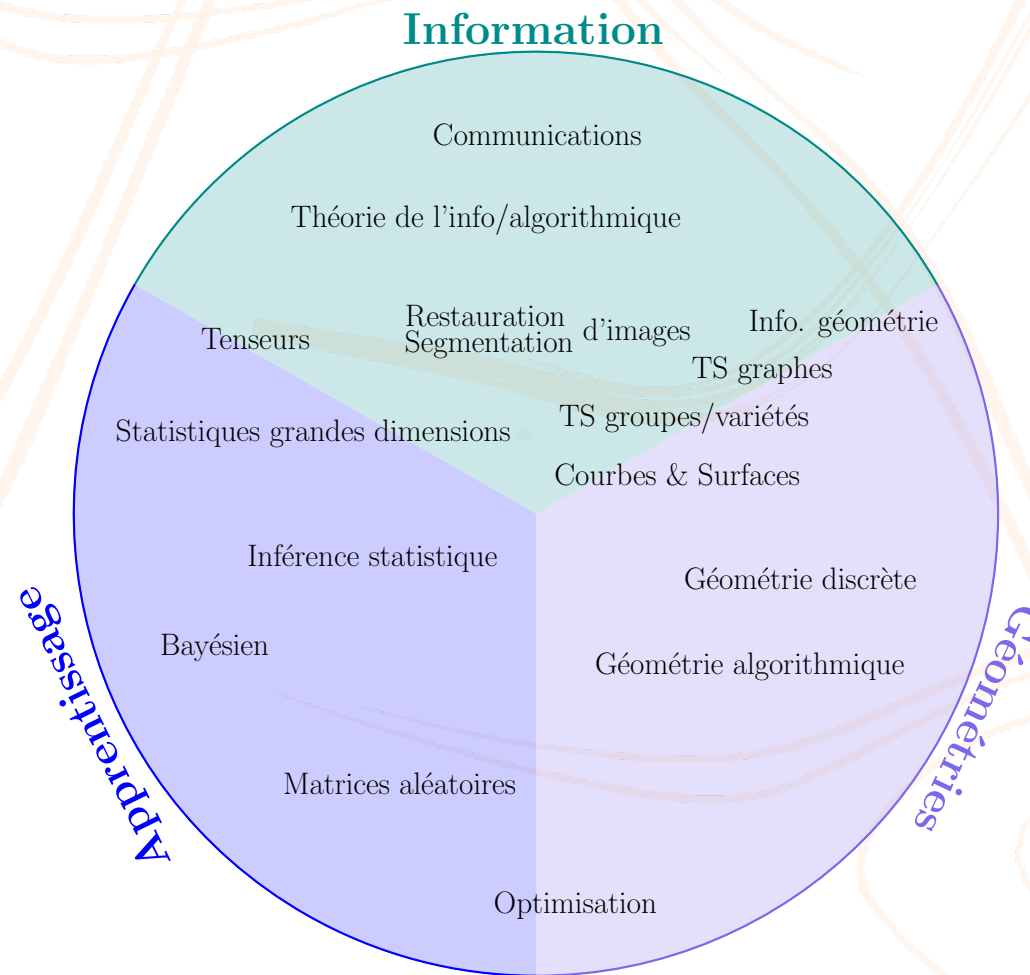 Information
Communications
Théorie de l'info/algorithmique
Restauration
Segmentation
d'images
Info. géométrie
Tenseurs
TS graphes
TS groupes/variétés
Statistiques grandes dimensions
Courbes & Surfaces
Inférence statistique
Géométrie discrète
Bayésien
Géométrie algorithmique
Apprentissage
Géométries
Matrices aléatoires
Optimisation